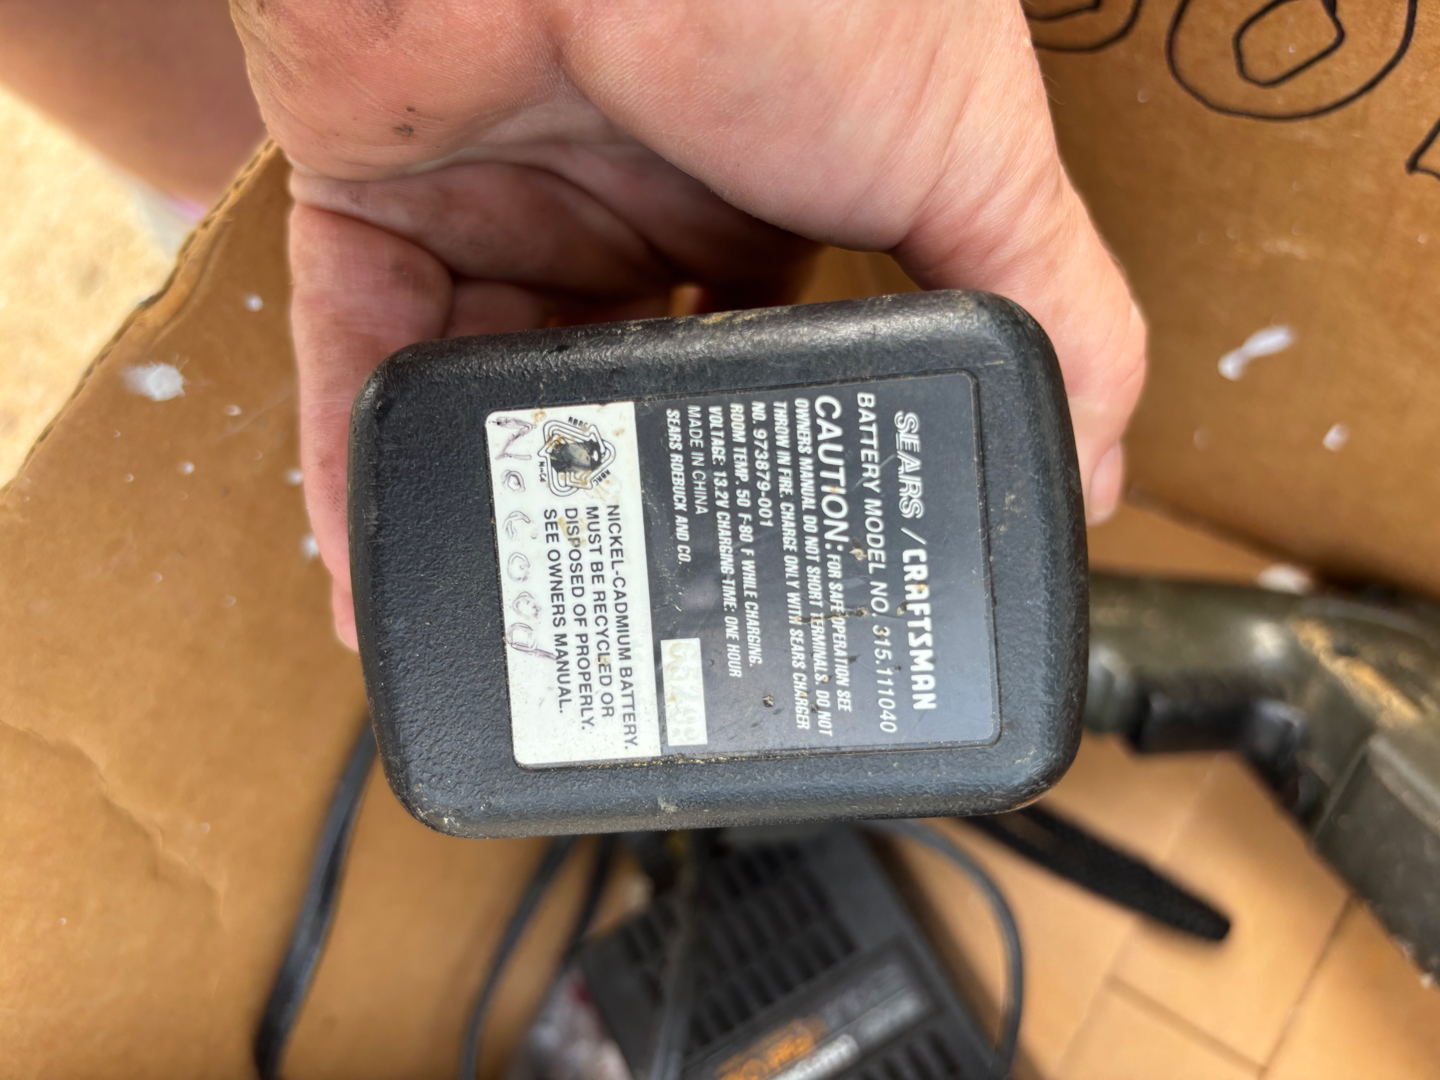 SEARS / CRAFTSMAN
BATTERY MODEL NO. 315.111040
CAUTION: FOR SAFE OPERATION SEE
OWNERS MANUAL DO NOT SHORT TERMINALS. DO NOT
THROW IN FIRE. CHARGE ONLY WITH SEARS CHARGER
NO. 973879-001
ROOM TEMP. 50 F-80 F WHILE CHARGING.
VOLTAGE: 13.2V CHARGING TIME: ONE HOUR
MADE IN CHINA
SEARS ROEBUCK AND CO.
NICKEL-CADMIUM BATTERY.
MUST BE RECYCLED OR
DISPOSED OF PROPERLY.
SEE OWNERS MANUAL.
RBRC
Ni-Cd
No Good